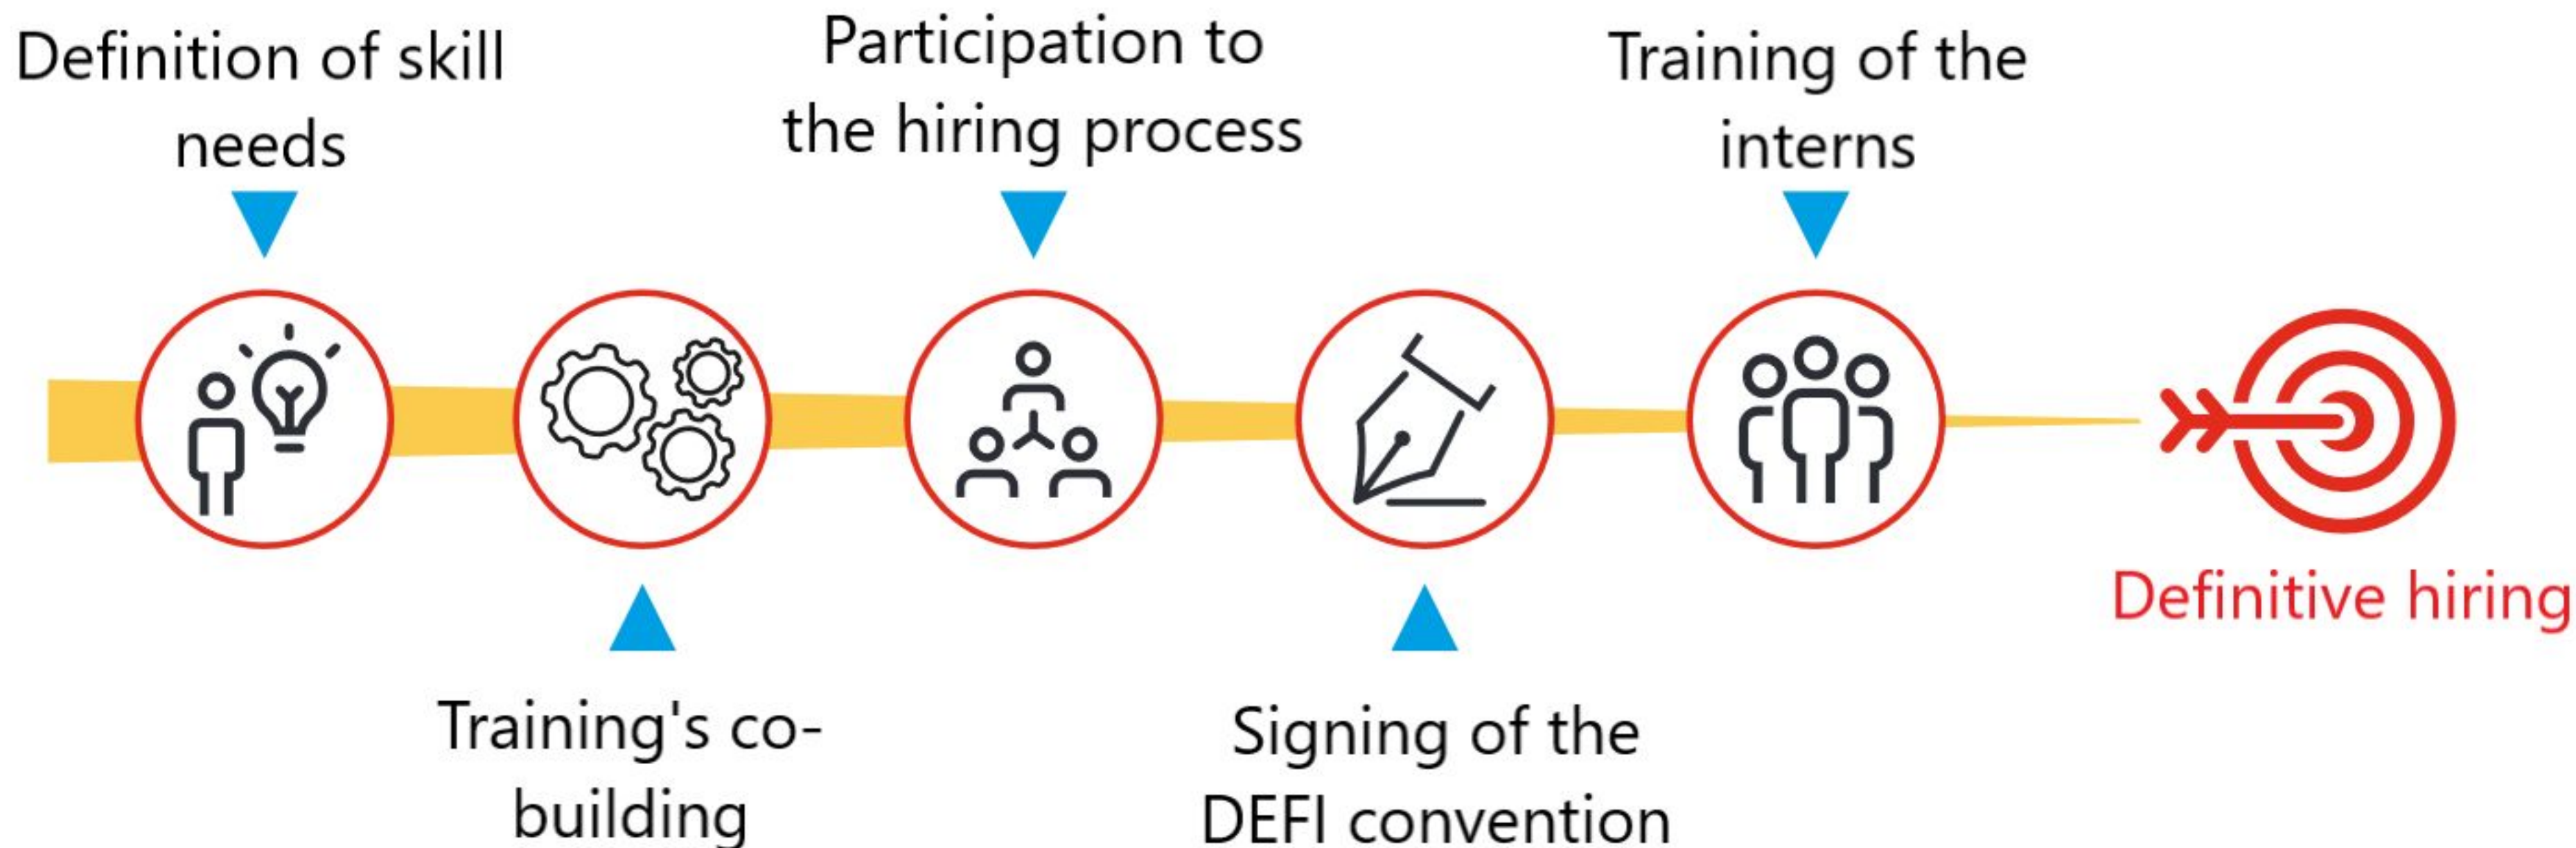 Definition of skill
needs
Training's co-
building
Participation to
the hiring process
Signing of the
DEFI convention
Training of the
interns
Definitive hiring